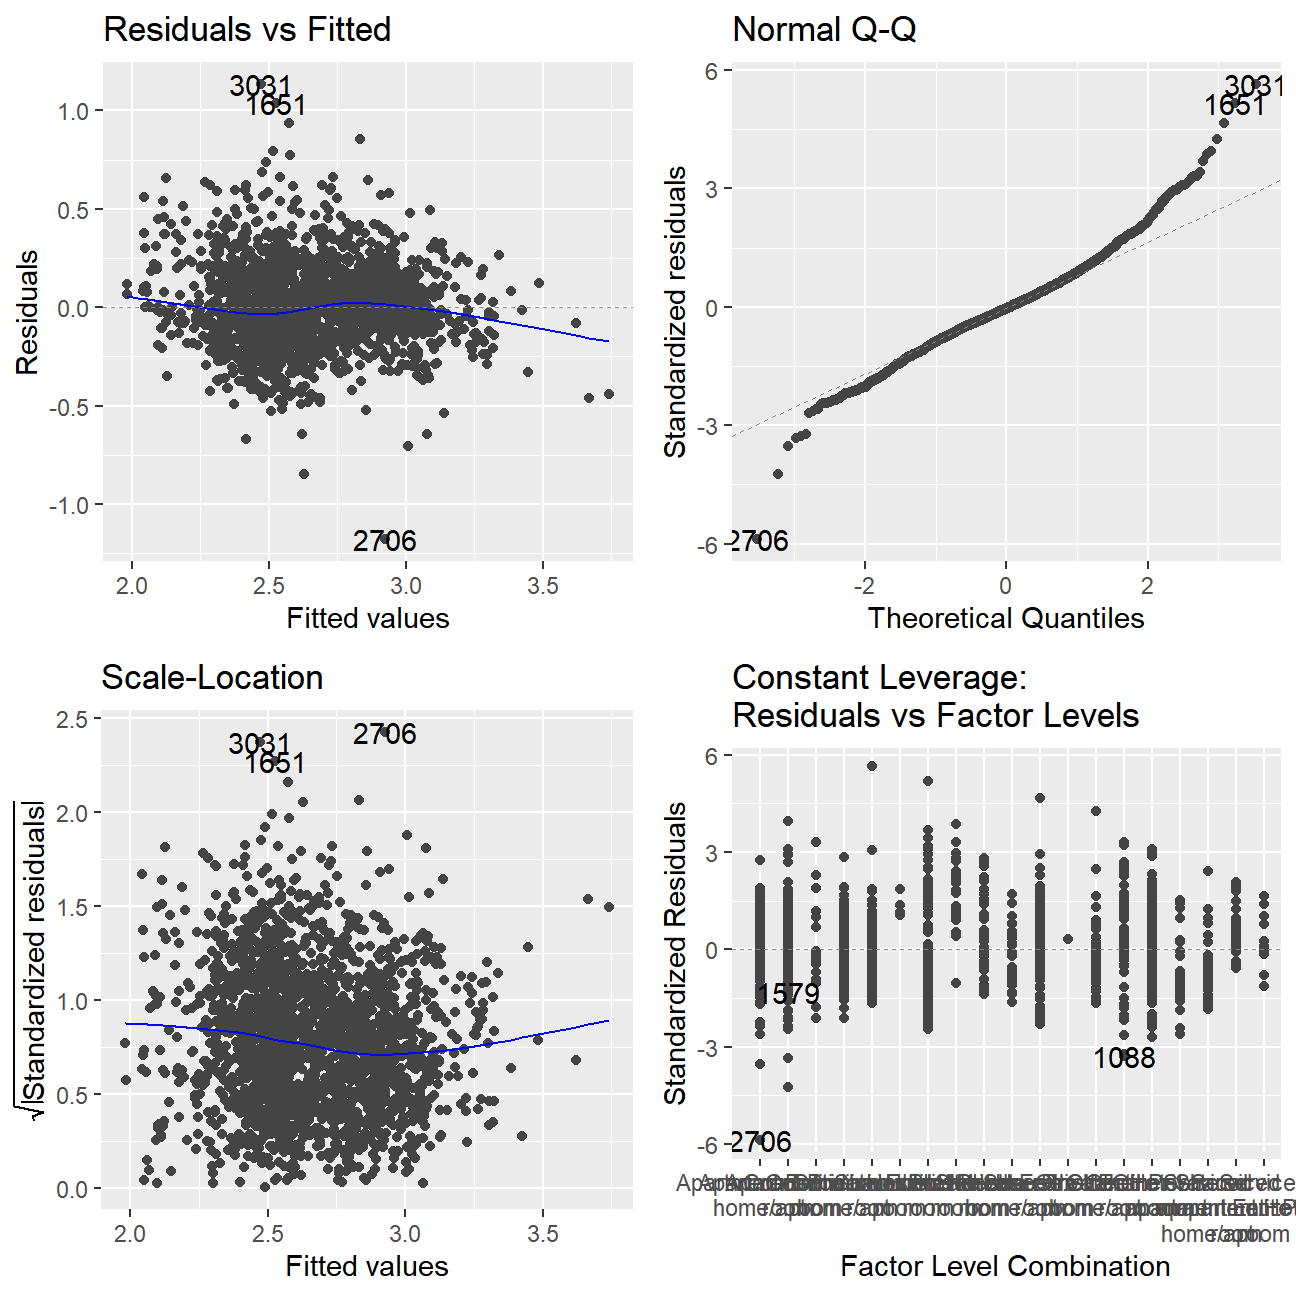 Residuals vs Fitted
3031
1651
2706
1.0
0.5
0.0
-0.5
-1.0
Residuals
2.0 2.5 3.0 3.5
Fitted values
Normal Q-Q
3031
1651
2706
6
3
0
-3
-6
Standardized residuals
-2 0 2
Theoretical Quantiles
Scale-Location
3031
2706
1651
2.5
2.0
1.5
1.0
0.5
0.0
√|Standardized residuals|
2.0 2.5 3.0 3.5
Fitted values
Constant Leverage:
Residuals vs Factor Levels
1579
1088
2706
6
3
0
-3
-6
Standardized Residuals
Factor Level Combination